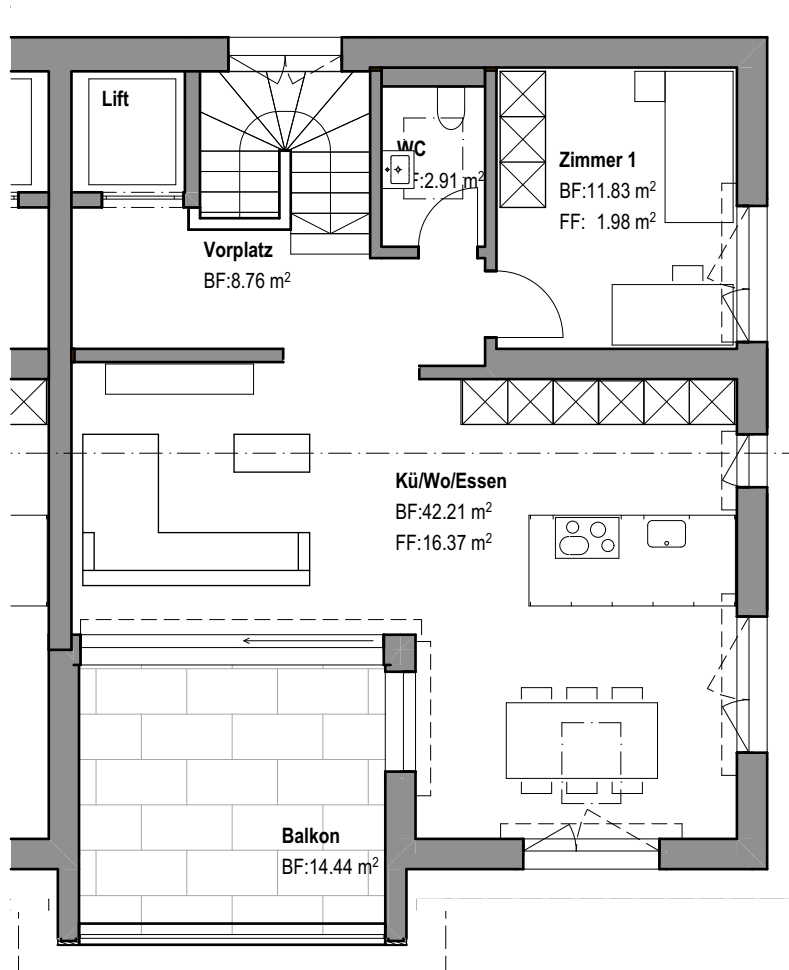 Lift
WC
2.91 m²
Zimmer 1
BF:11.83 m²
FF: 1.98 m²
Vorplatz
BF:8.76 m²
Kü/Wo/Essen
BF:42.21 m²
FF:16.37 m²
Balkon
BF:14.44 m²